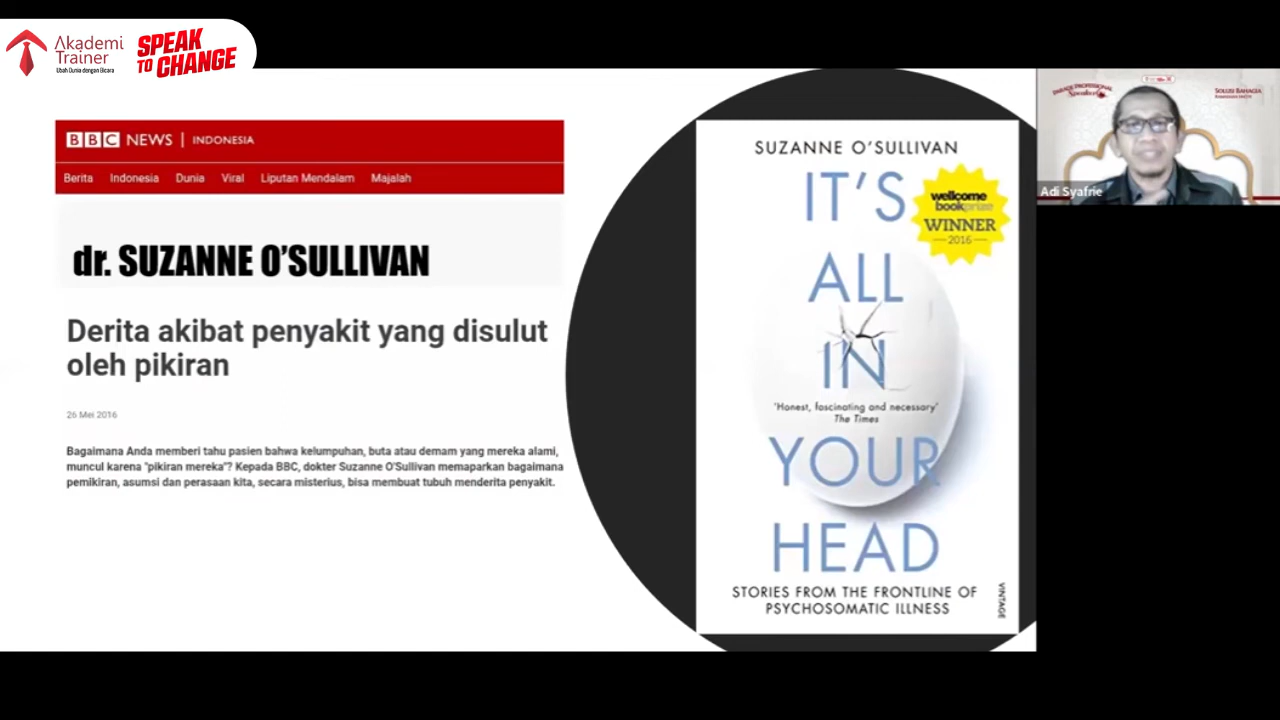 Akademi
Trainer
Ubah Dunia dengan Bicara
SPEAK
TO CHANGE
BBC NEWS | INDONESIA
Berita Indonesia Dunia Viral Liputan Mendalam Majalah
dr. SUZANNE O'SULLIVAN
Derita akibat penyakit yang disulut
oleh pikiran
26 Mei 2016
Bagaimana Anda memberi tahu pasien bahwa kelumpuhan, buta atau demam yang mereka alami,
muncul karena "pikiran mereka"? Kepada BBC, dokter Suzanne O'Sullivan memaparkan bagaimana
pemikiran, asumsi dan perasaan kita, secara misterius, bisa membuat tubuh menderita penyakit.
SUZANNE O'SULLIVAN
IT'S
ALL
IN
YOUR
HEAD
wellcome
bookprize
WINNER
2016
'Honest, fascinating and necessary'
The Times
STORIES FROM THE FRONTLINE OF
PSYCHOSOMATIC ILLNESS
VINTAGE
PARADE PROFESSIONAL
Speaker
SOLUSI BAHAGIA
Adi Syafrie